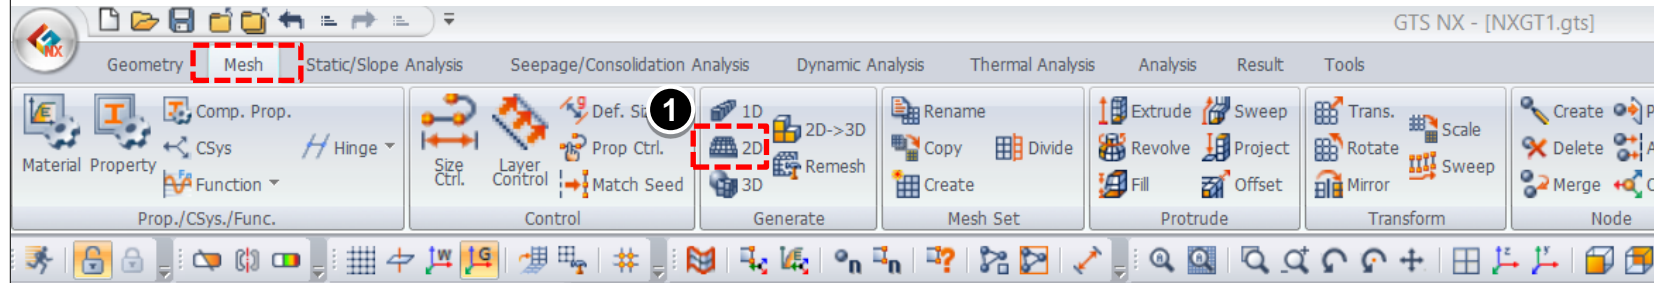 GTS NX - [NXGT1.gts]
NX
Geometry Mesh Static/Slope Analysis Seepage/Consolidation Analysis Dynamic Analysis Thermal Analysis Analysis Result Tools
1
Comp. Prop. Def. Si 1D Rename Extrude Sweep Trans. Create P
2D->3D Scale
Material Property CSys Hinge Size Ctrl. Layer Control Prop Ctrl. 2D Copy Divide Revolve Project Rotate Delete A
Remesh Sweep
Function Match Seed 3D Create Fill Offset Mirror Merge C
Prop./CSys./Func. Control Generate Mesh Set Protrude Transform Node
W G n n ? z y